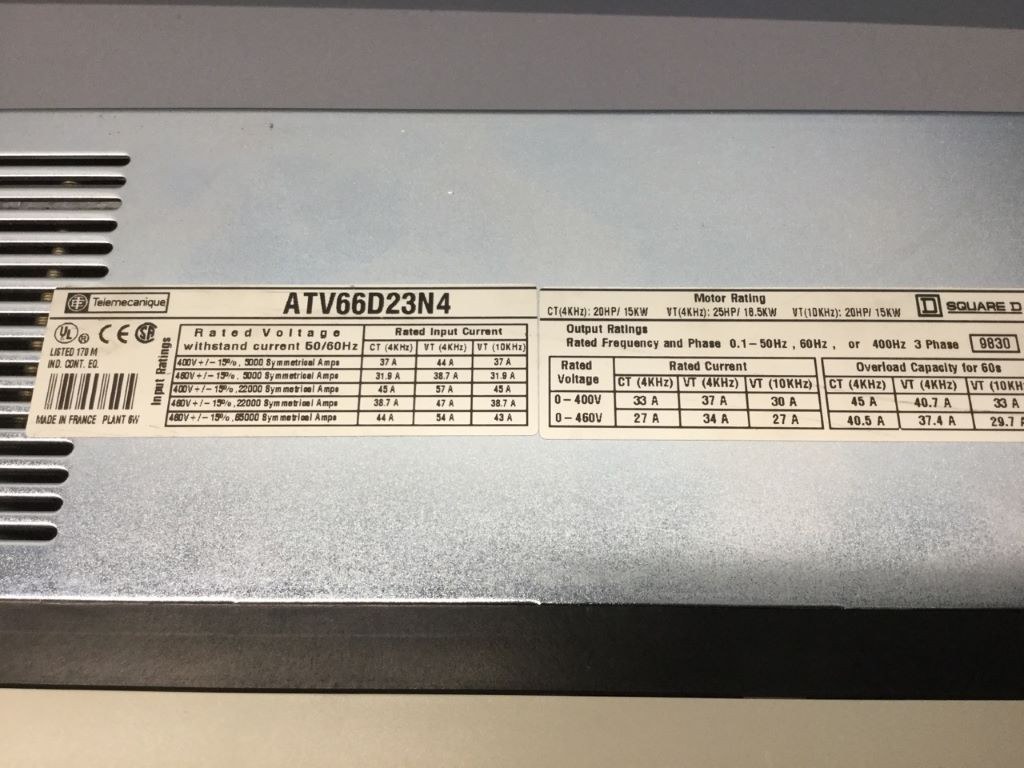 Telemecanique
ATV66D23N4
UL ® CE SA
LISTED 179 M
IND. CONT. EQ.
MADE IN FRANCE PLANT 6W
Input Ratings
Rated Voltage
withstand current 50/60Hz
Rated Input Current
CT (4KHz) VT (4KHz) VT (10KHz)
400V+/-15%, 5000 Symmetrical Amps 37 A 44 A 37 A
460V+/-15%, 5000 Symmetrical Amps 31.9 A 38.7 A 31.9 A
400V+/-15%, 22000 Symmetrical Amps 45 A 57 A 45 A
460V+/-15%, 22000 Symmetrical Amps 38.7 A 47 A 38.7 A
460V+/-15%, 65000 Symmetrical Amps 44 A 54 A 43 A
Motor Rating
CT(4KHz): 20HP/ 15KW VT(4KHz): 25HP/ 18.5KW VT(10KHz): 20HP/ 15KW
SQUARE D
Output Ratings
Rated Frequency and Phase 0.1-50Hz, 60Hz, or 400Hz 3 Phase 9830
Rated Voltage
Rated Current
Overload Capacity for 60s
CT (4KHz) VT (4KHz) VT (10KHz) CT (4KHz) VT (4KHz) VT (10KH
0-400V 33 A 37 A 30 A 45 A 40.7 A 33 A
0-460V 27 A 34 A 27 A 40.5 A 37.4 A 29.7